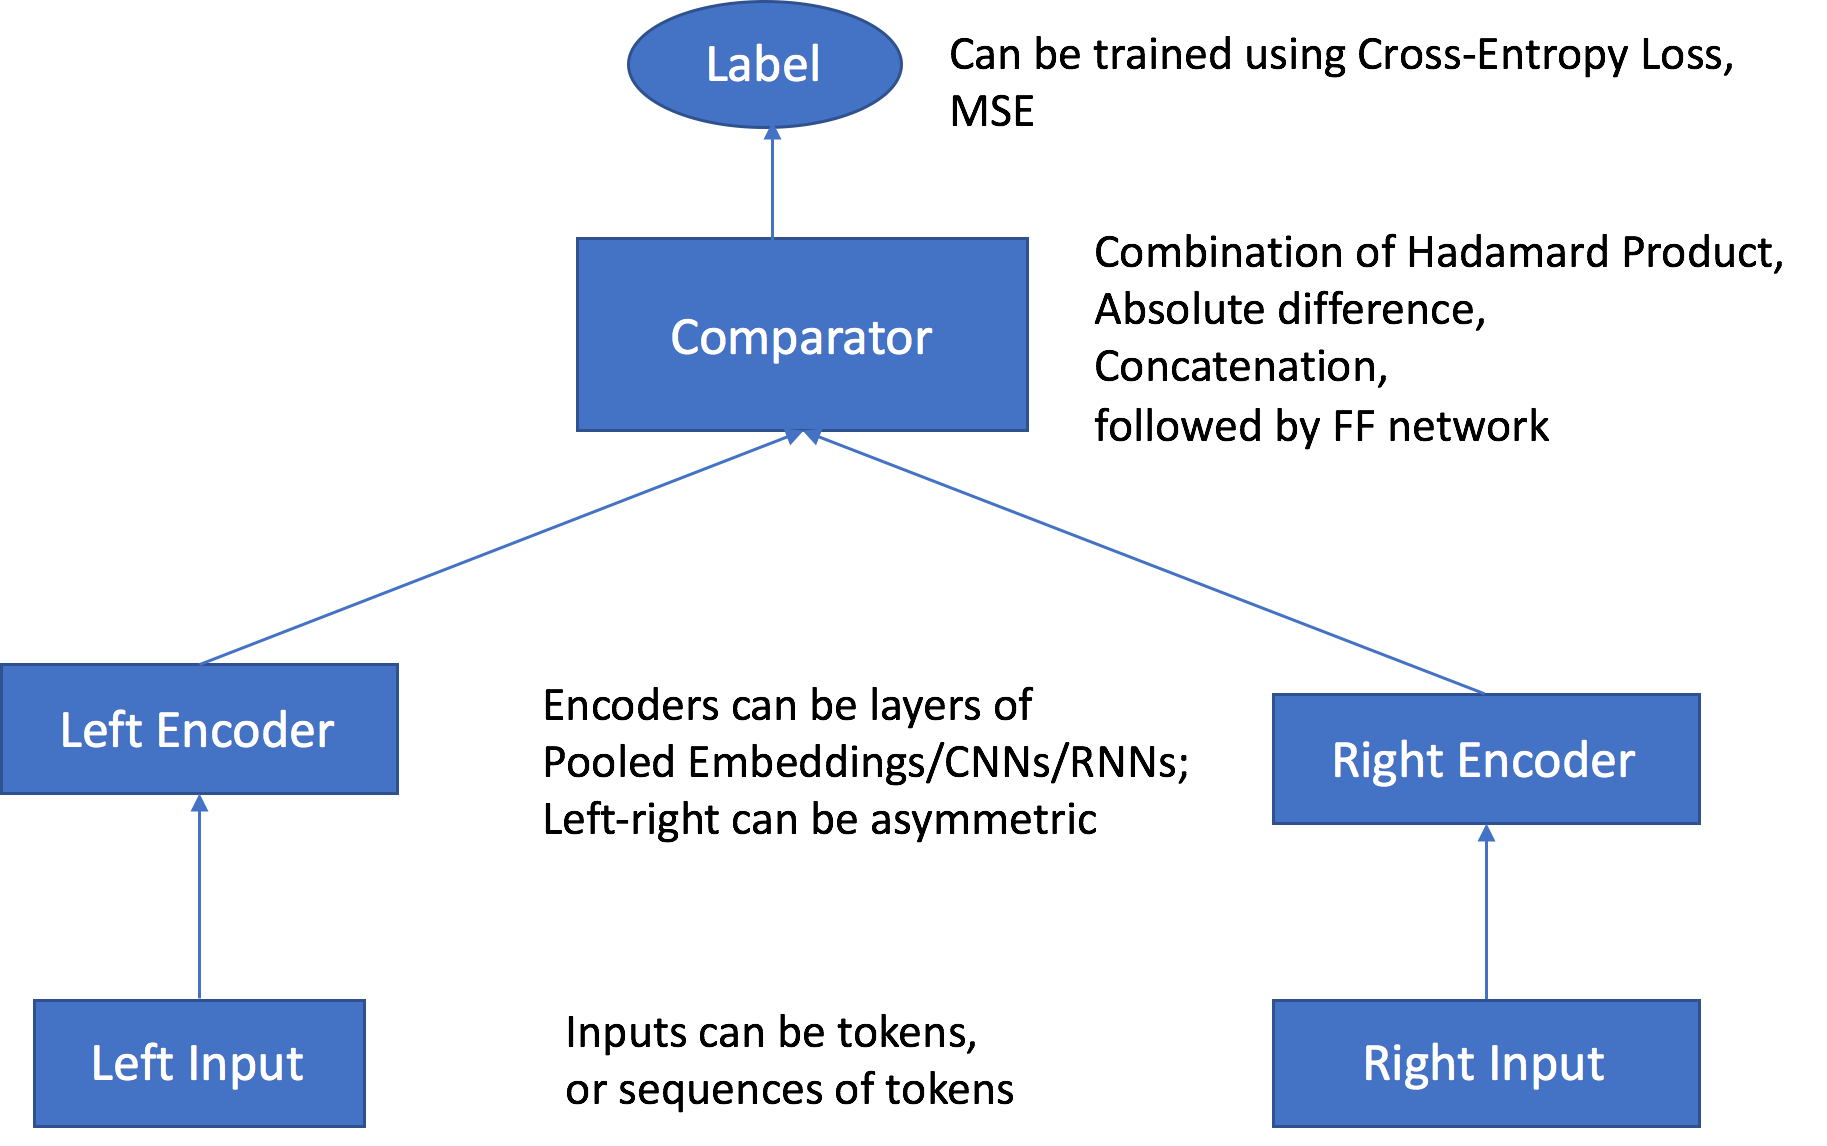 Label
Can be trained using Cross-Entropy Loss,
MSE
Comparator
Combination of Hadamard Product,
Absolute difference,
Concatenation,
followed by FF network
Left Encoder
Encoders can be layers of
Pooled Embeddings/CNNs/RNNs;
Left-right can be asymmetric
Right Encoder
Left Input
Inputs can be tokens,
or sequences of tokens
Right Input